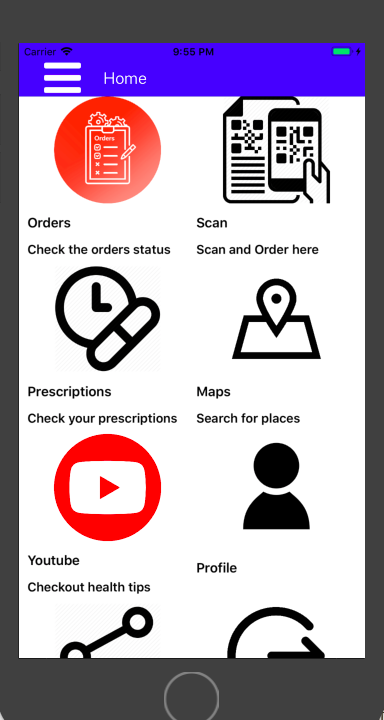 Carrier 9:55 PM
Home
Orders
Orders
Scan
Check the orders status
Scan and Order here
Prescriptions
Maps
Check your prescriptions
Search for places
Youtube
Profile
Checkout health tips